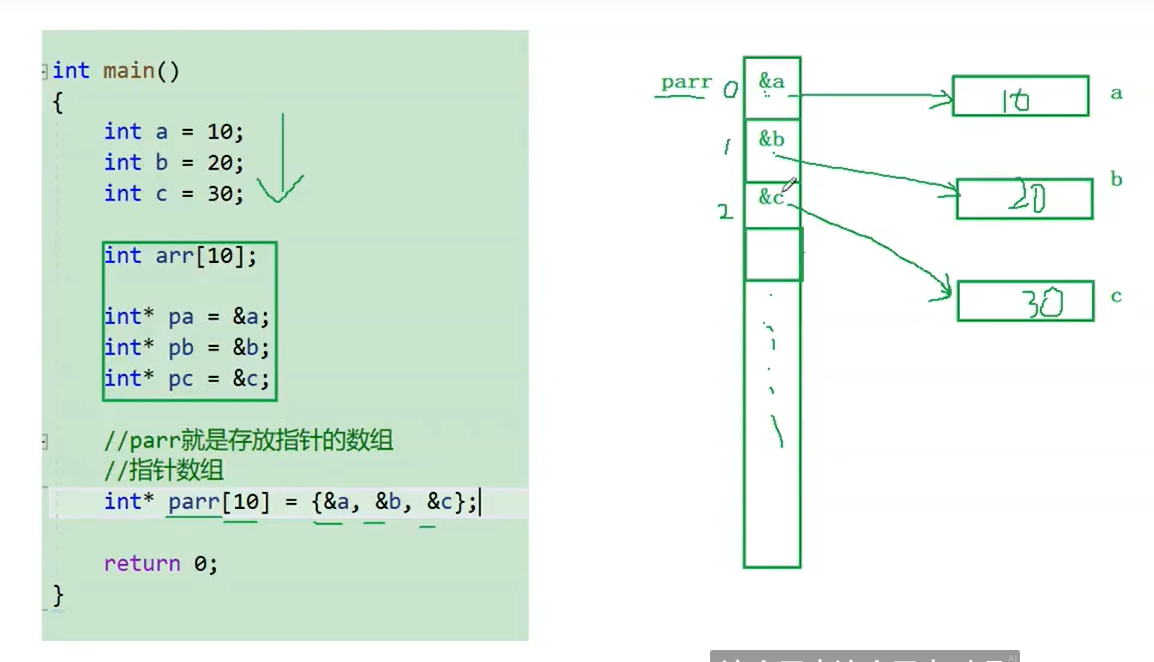 int main()
{
int a = 10;
int b = 20;
int c = 30;
int arr[10];
int* pa = &a;
int* pb = &b;
int* pc = &c;
//parr就是存放指针的数组
//指针数组
int* parr[10] = {&a, &b, &c};
return 0;
}
parr 0 &a 10 a
1 &b 20 b
2 &c 30 c